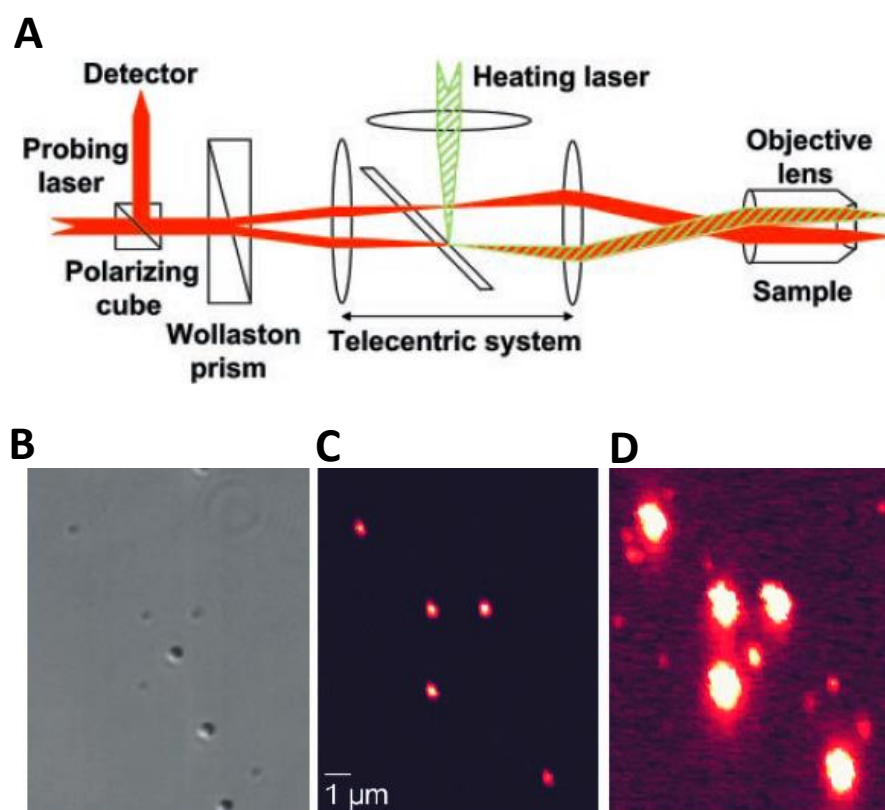 A
Detector
Heating laser
Probing
laser
Objective
lens
Polarizing
cube
Sample
Wollaston
prism
Telecentric system
B
C
D
1 μm